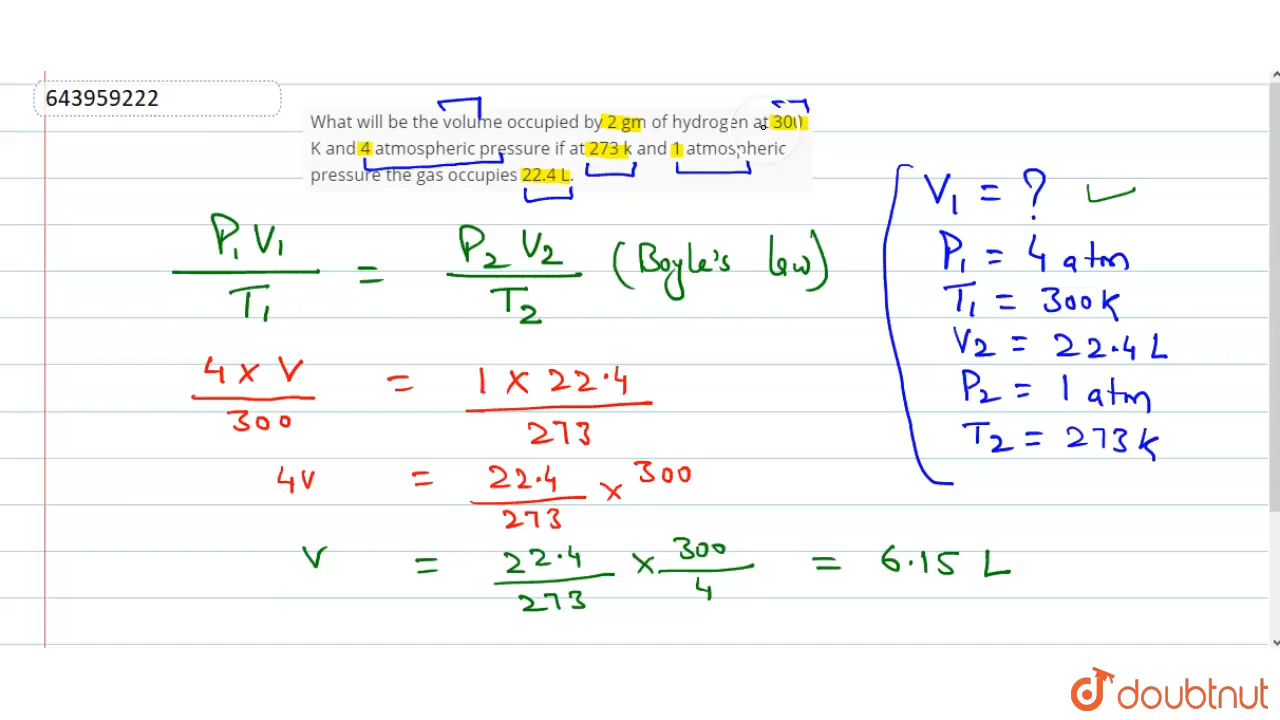 643959222
What will be the volume occupied by 2 gm of hydrogen at 300
K and 4 atmospheric pressure if at 273 k and 1 atmospheric
pressure the gas occupies 22.4 L.
P₁ V₁ / T₁ = P₂ V₂ / T₂ (Boyle's law)
4 × V / 300 = 1 × 22.4 / 273
4V = 22.4 / 273 × 300
V = 22.4 / 273 × 300 / 4 = 6.15 L
V₁ = ? ✓
P₁ = 4 atm
T₁ = 300 K
V₂ = 22.4 L
P₂ = 1 atm
T₂ = 273 K
doubtnut